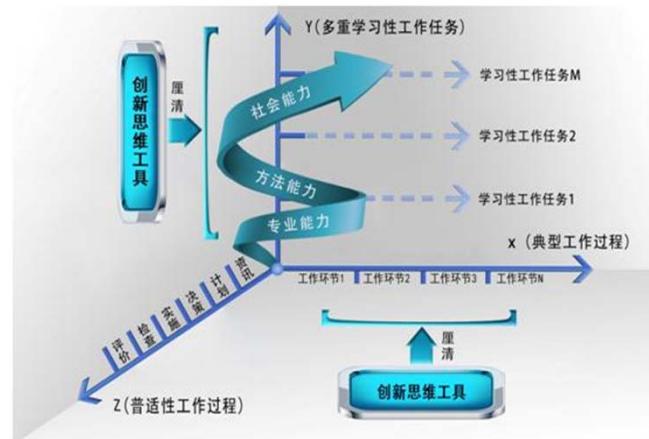 Y(多重学习性工作任务)
创新思维工具
厘清
社会能力
方法能力
专业能力
学习性工作任务M
学习性工作任务2
学习性工作任务1
X(典型工作过程)
工作环节1
工作环节2
工作环节3
工作环节N
资讯
计划
决策
实施
检查
评价
Z(普适性工作过程)
厘清
创新思维工具